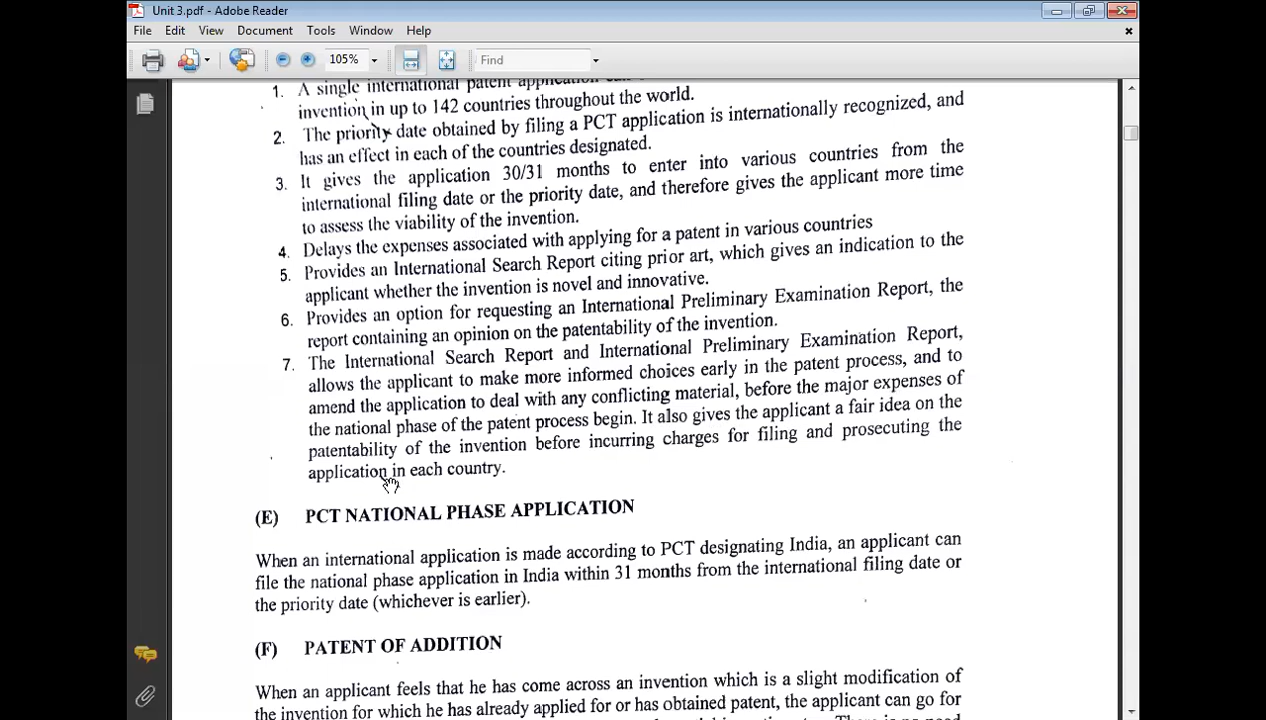 Unit 3.pdf - Adobe Reader
File Edit View Document Tools Window Help
105% Find
1. A single international patent application can
invention in up to 142 countries throughout the world.
2. The priority date obtained by filing a PCT application is internationally recognized, and
has an effect in each of the countries designated.
3. It gives the application 30/31 months to enter into various countries from the
international filing date or the priority date, and therefore gives the applicant more time
to assess the viability of the invention.
4. Delays the expenses associated with applying for a patent in various countries
5. Provides an International Search Report citing prior art, which gives an indication to the
applicant whether the invention is novel and innovative.
6. Provides an option for requesting an International Preliminary Examination Report, the
report containing an opinion on the patentability of the invention.
7. The International Search Report and International Preliminary Examination Report,
allows the applicant to make more informed choices early in the patent process, and to
amend the application to deal with any conflicting material, before the major expenses of
the national phase of the patent process begin. It also gives the applicant a fair idea on the
patentability of the invention before incurring charges for filing and prosecuting the
application in each country.
(E) PCT NATIONAL PHASE APPLICATION
When an international application is made according to PCT designating India, an applicant can
file the national phase application in India within 31 months from the international filing date or
the priority date (whichever is earlier).
(F) PATENT OF ADDITION
When an applicant feels that he has come across an invention which is a slight modification of
the invention for which he has already applied for or has obtained patent, the applicant can go for